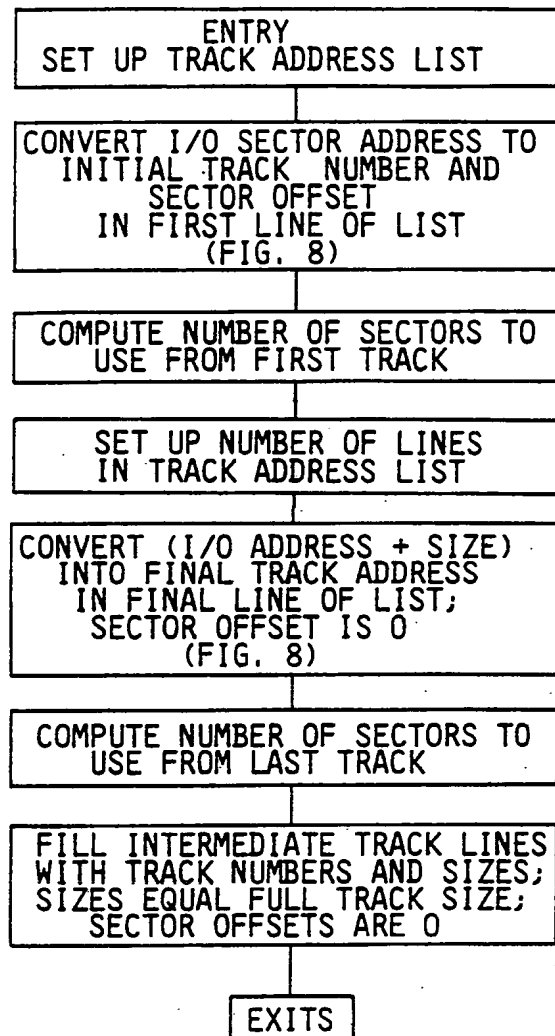 ENTRY
SET UP TRACK ADDRESS LIST
CONVERT I/O SECTOR ADDRESS TO
INITIAL TRACK NUMBER AND
SECTOR OFFSET
IN FIRST LINE OF LIST
(FIG. 8)
COMPUTE NUMBER OF SECTORS TO
USE FROM FIRST TRACK
SET UP NUMBER OF LINES
IN TRACK ADDRESS LIST
CONVERT (I/O ADDRESS + SIZE)
INTO FINAL TRACK ADDRESS
IN FINAL LINE OF LIST;
SECTOR OFFSET IS 0
(FIG. 8)
COMPUTE NUMBER OF SECTORS TO
USE FROM LAST TRACK
FILL INTERMEDIATE TRACK LINES
WITH TRACK NUMBERS AND SIZES;
SIZES EQUAL FULL TRACK SIZE;
SECTOR OFFSETS ARE 0
EXITS